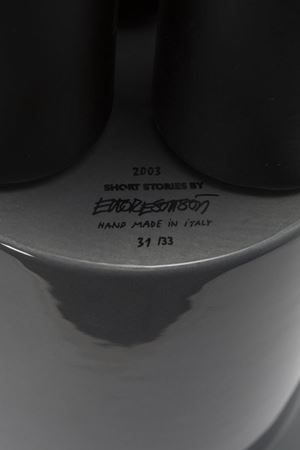 2003
SHORT STORIES BY
HAND MADE IN ITALY
31/33